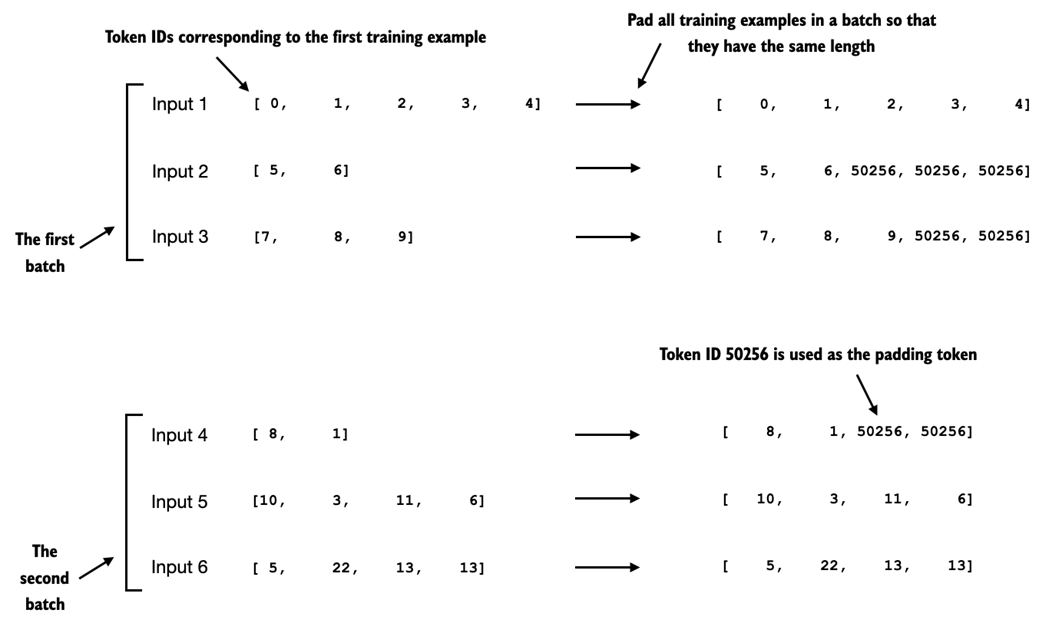 Token IDs corresponding to the first training example
Pad all training examples in a batch so that
they have the same length
Input 1 [ 0, 1, 2, 3, 4] [ 0, 1, 2, 3, 4]
Input 2 [ 5, 6] [ 5, 6, 50256, 50256, 50256]
Input 3 [7, 8, 9] [ 7, 8, 9, 50256, 50256]
The first
batch
Token ID 50256 is used as the padding token
Input 4 [ 8, 1] [ 8, 1, 50256, 50256]
Input 5 [10, 3, 11, 6] [ 10, 3, 11, 6]
Input 6 [ 5, 22, 13, 13] [ 5, 22, 13, 13]
The
second
batch